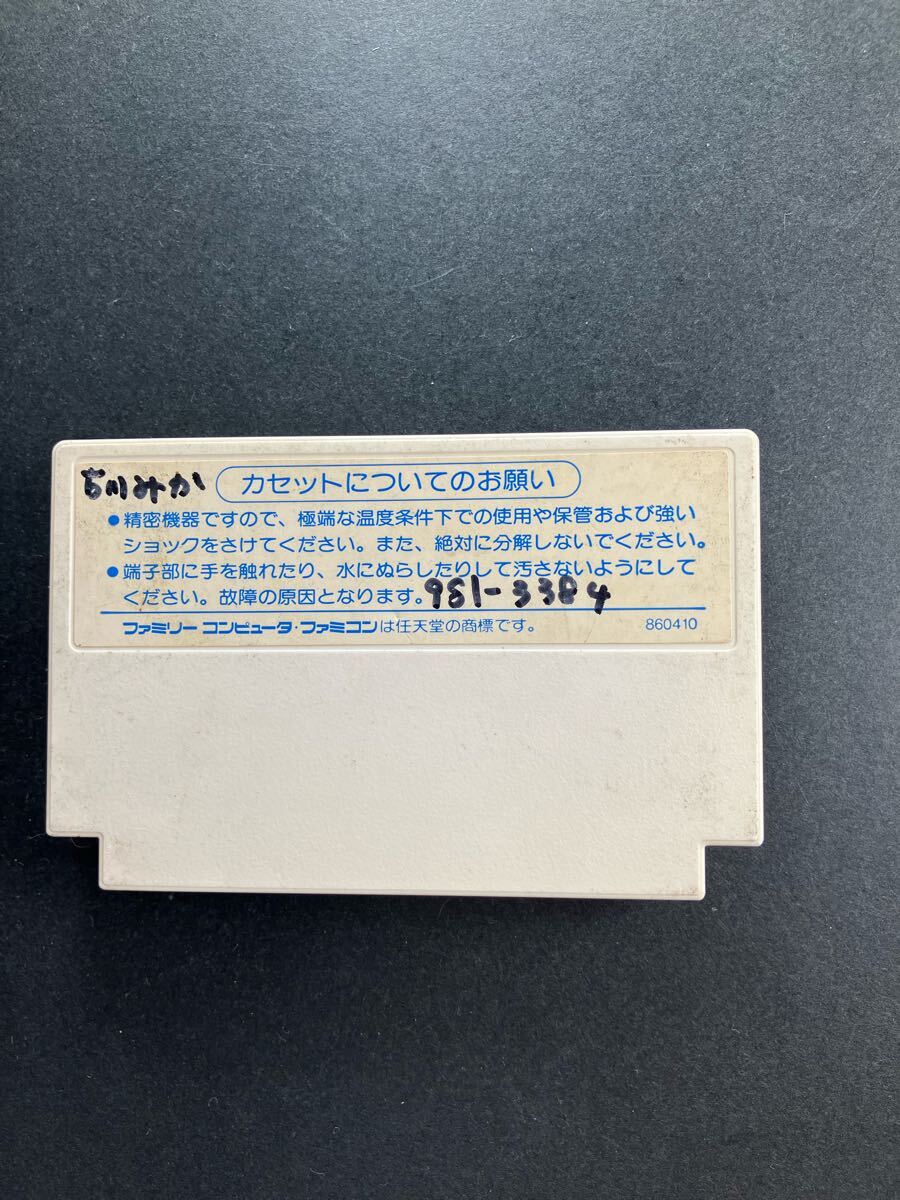 古川みか カセットについてのお願い
●精密機器ですので、極端な温度条件下での使用や保管および強い
ショックをさけてください。また、絶対に分解しないでください。
●端子部に手を触れたり、水にぬらしたりして汚さないようにして
ください。故障の原因となります。981-3384
ファミリーコンピュータ・ファミコンは任天堂の商標です。 860410